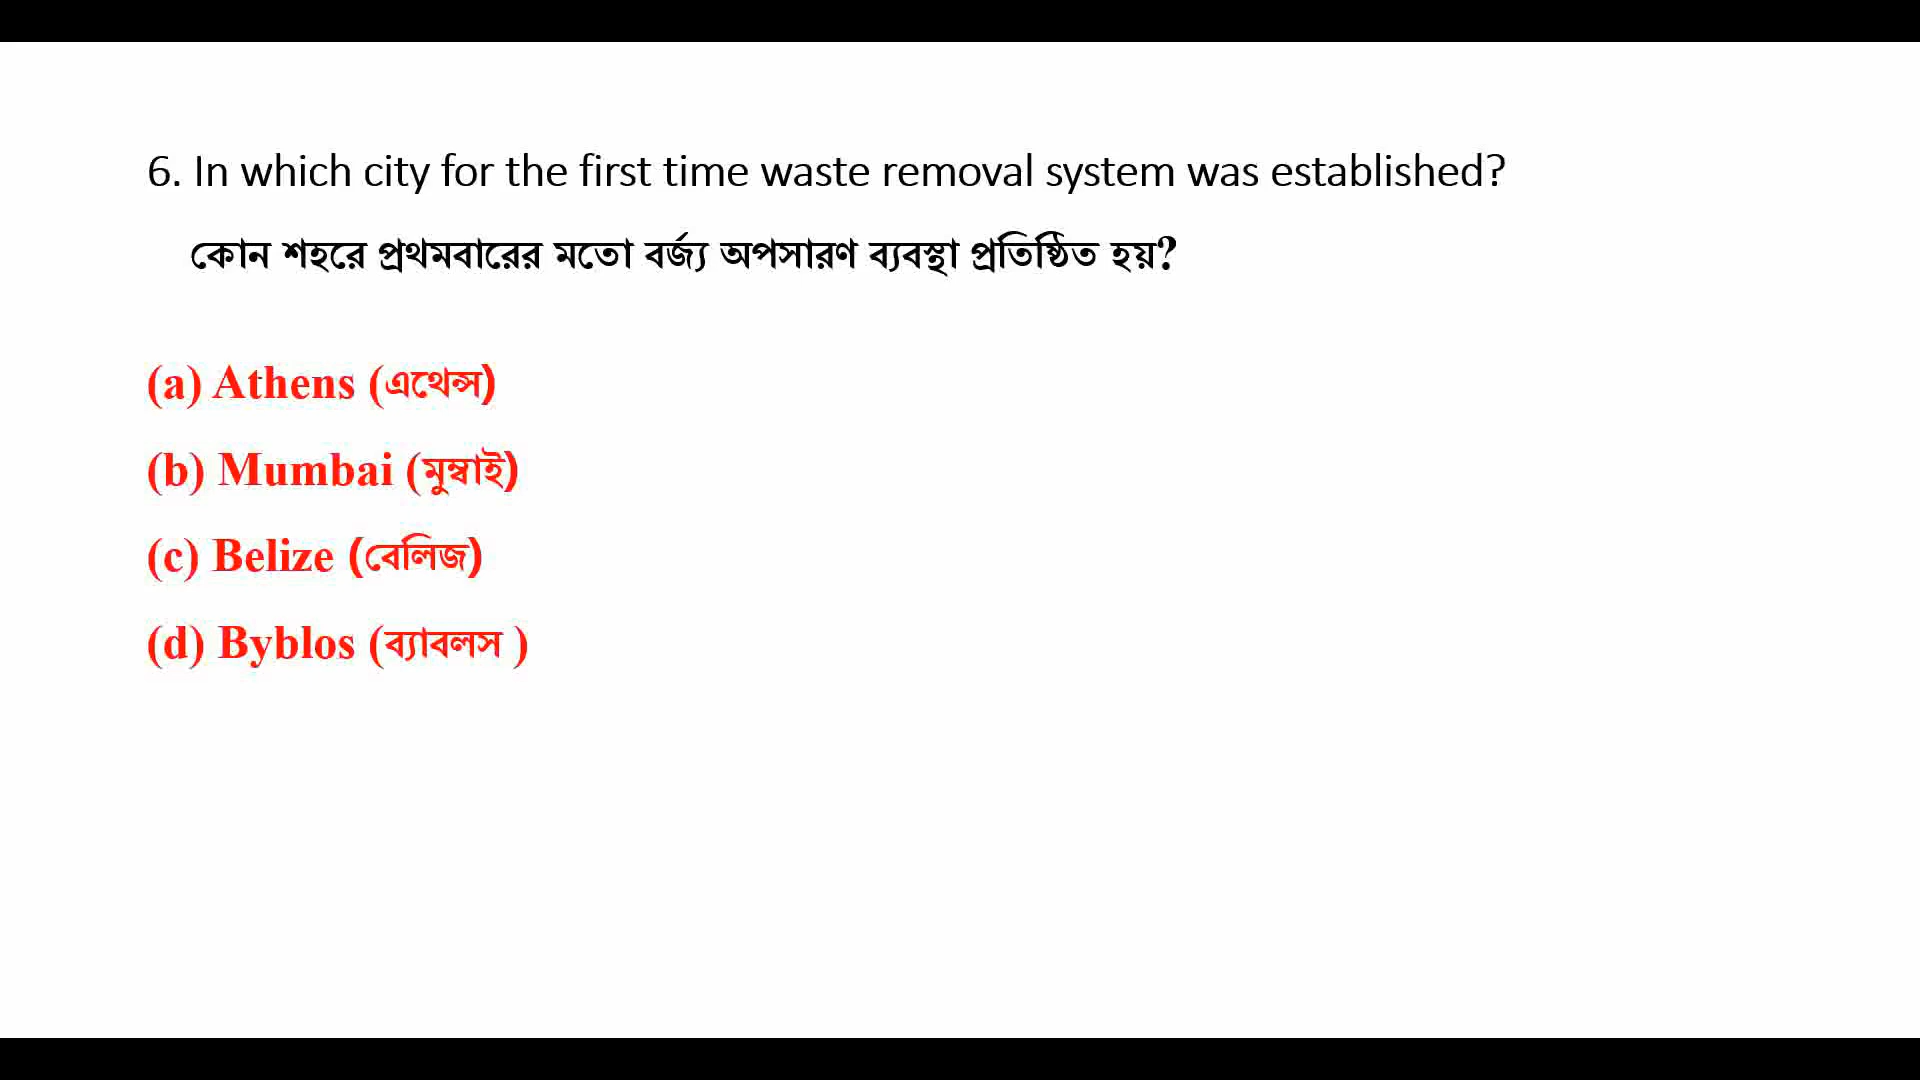 6. In which city for the first time waste removal system was established?
কোন শহরে প্রথমবারের মতো বর্জ্য অপসারণ ব্যবস্থা প্রতিষ্ঠিত হয়?
(a) Athens (এথেন্স)
(b) Mumbai (মুম্বাই)
(c) Belize (বেলিজ)
(d) Byblos (ব্যাবলস )